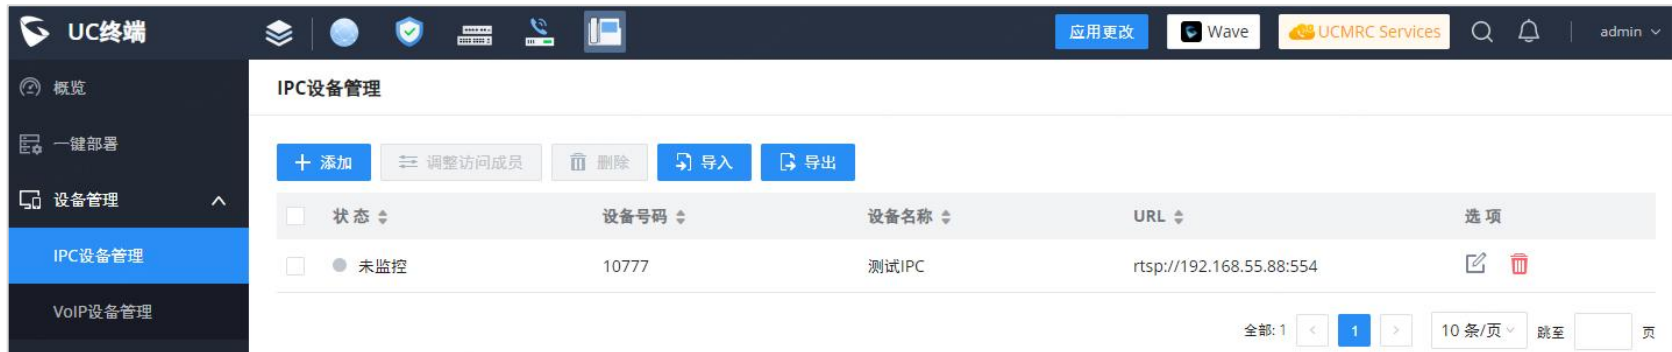 UC终端 应用更改 Wave UCMRC Services admin
概览
一键部署
设备管理
IPC设备管理
VoIP设备管理
IPC设备管理
添加 调整访问成员 删除 导入 导出
状态 设备号码 设备名称 URL 选项
未监控 10777 测试IPC rtsp://192.168.55.88:554
全部: 1 < 1 > 10 条/页 跳至 页